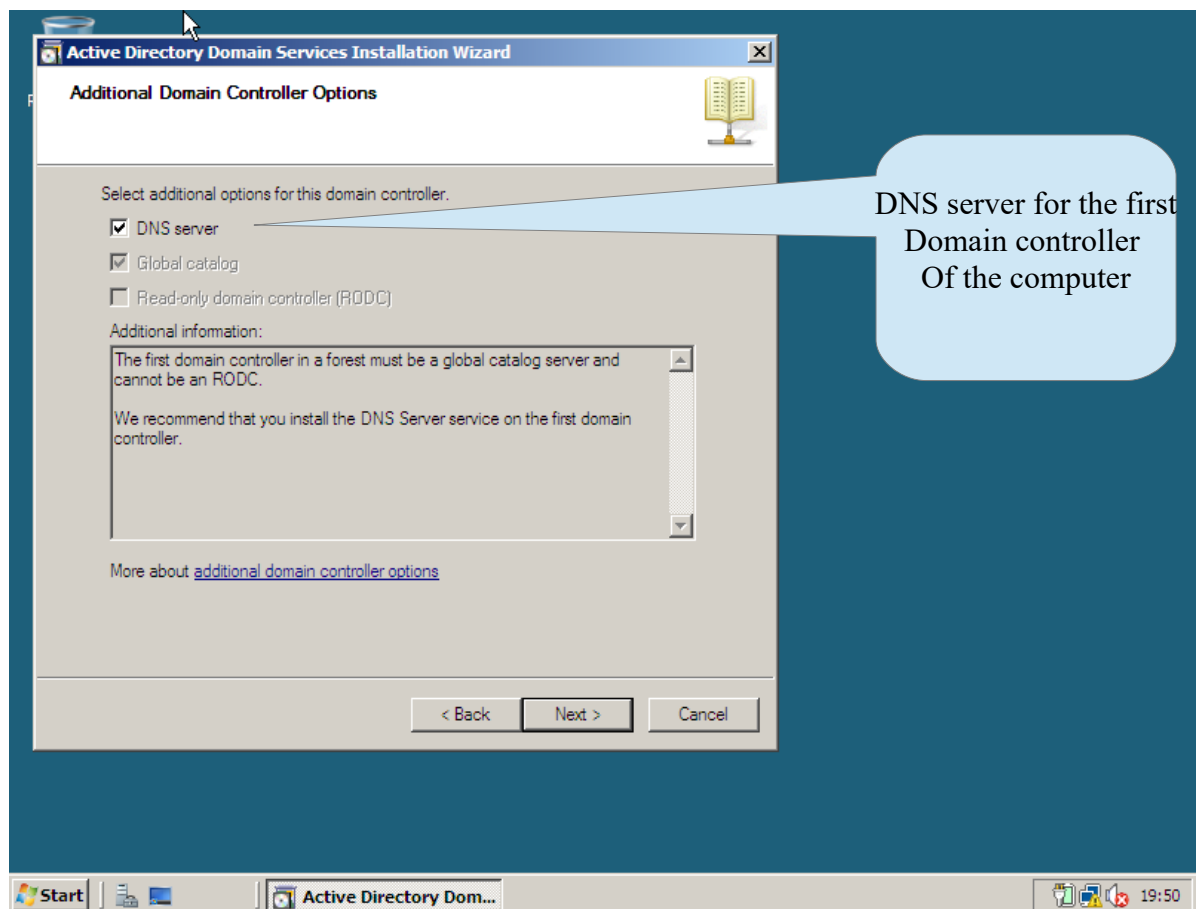 Active Directory Domain Services Installation Wizard
Additional Domain Controller Options
Select additional options for this domain controller.
DNS server
Global catalog
Read-only domain controller (RODC)
Additional information:
The first domain controller in a forest must be a global catalog server and
cannot be an RODC.
We recommend that you install the DNS Server service on the first domain
controller.
More about additional domain controller options
< Back
Next >
Cancel
DNS server for the first
Domain controller
Of the computer
Start
Active Directory Dom...
19:50